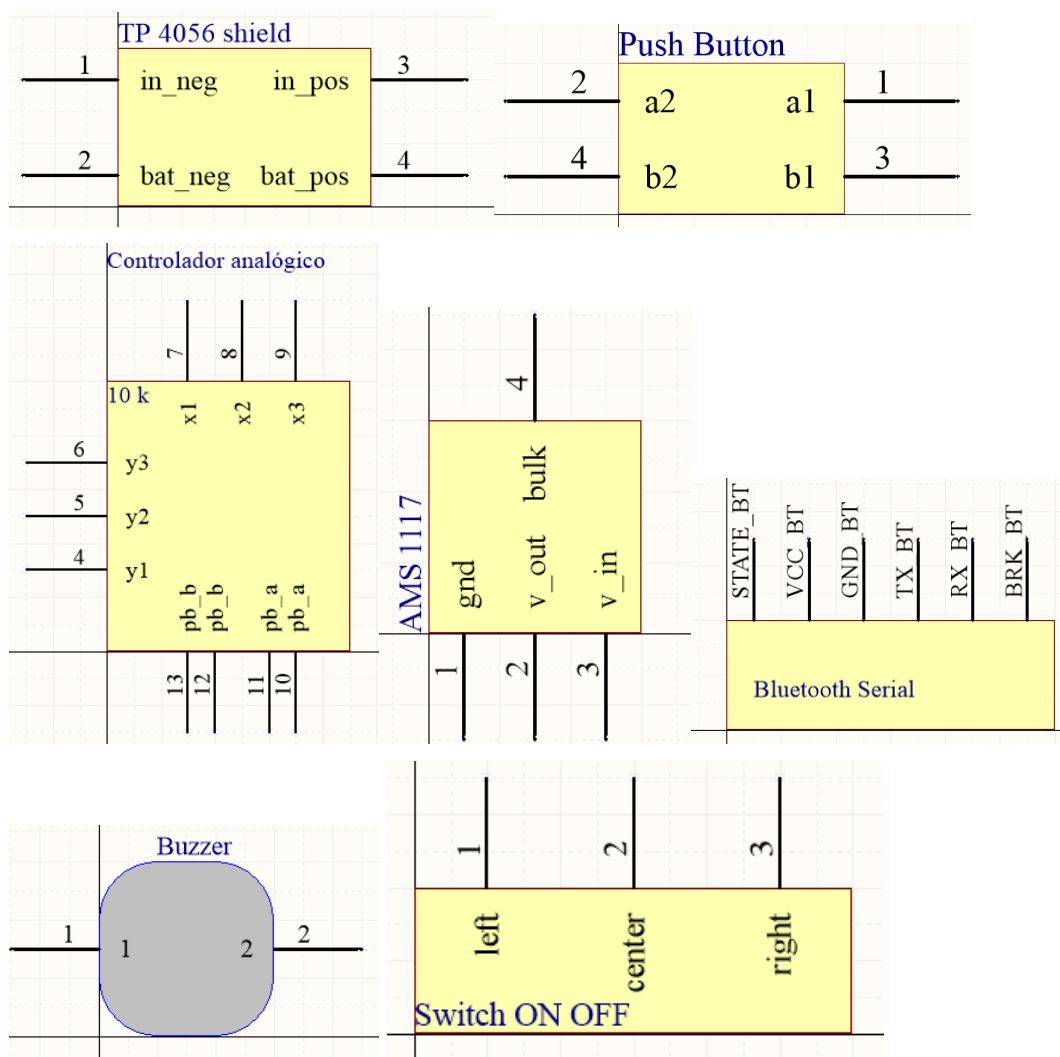 TP 4056 shield
1 in_neg in_pos 3
2 bat_neg bat_pos 4
Push Button
2 a2 a1 1
4 b2 b1 3
Controlador analógico
7 8 9
10 k
x1 x2 x3
6 y3
5 y2
4 y1
pb_b pb_b pb_a pb_a
13 12 11 10
AMS 1117
4
bulk
gnd v_out v_in
1 2 3
STATE_BT
VCC_BT
GND_BT
TX_BT
RX_BT
BRK_BT
Bluetooth Serial
Buzzer
1 1 2 2
1 2 3
left center right
Switch ON OFF